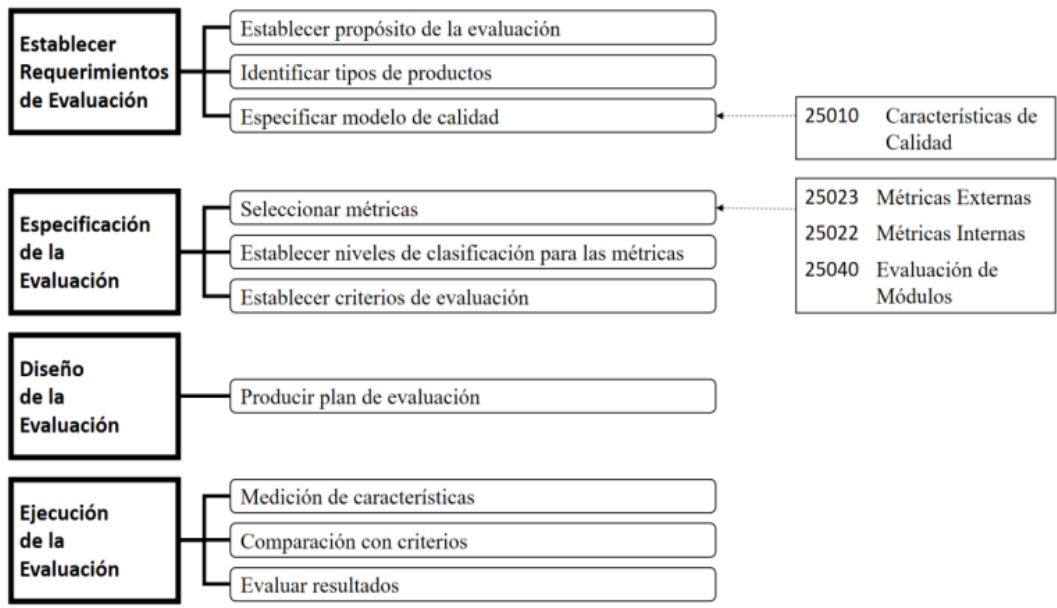 Establecer
Requerimientos
de Evaluación
Establecer propósito de la evaluación
Identificar tipos de productos
Especificar modelo de calidad
25010 Características de
Calidad
Especificación
de la
Evaluación
Seleccionar métricas
Establecer niveles de clasificación para las métricas
Establecer criterios de evaluación
25023 Métricas Externas
25022 Métricas Internas
25040 Evaluación de
Módulos
Diseño
de la
Evaluación
Producir plan de evaluación
Ejecución
de la
Evaluación
Medición de características
Comparación con criterios
Evaluar resultados